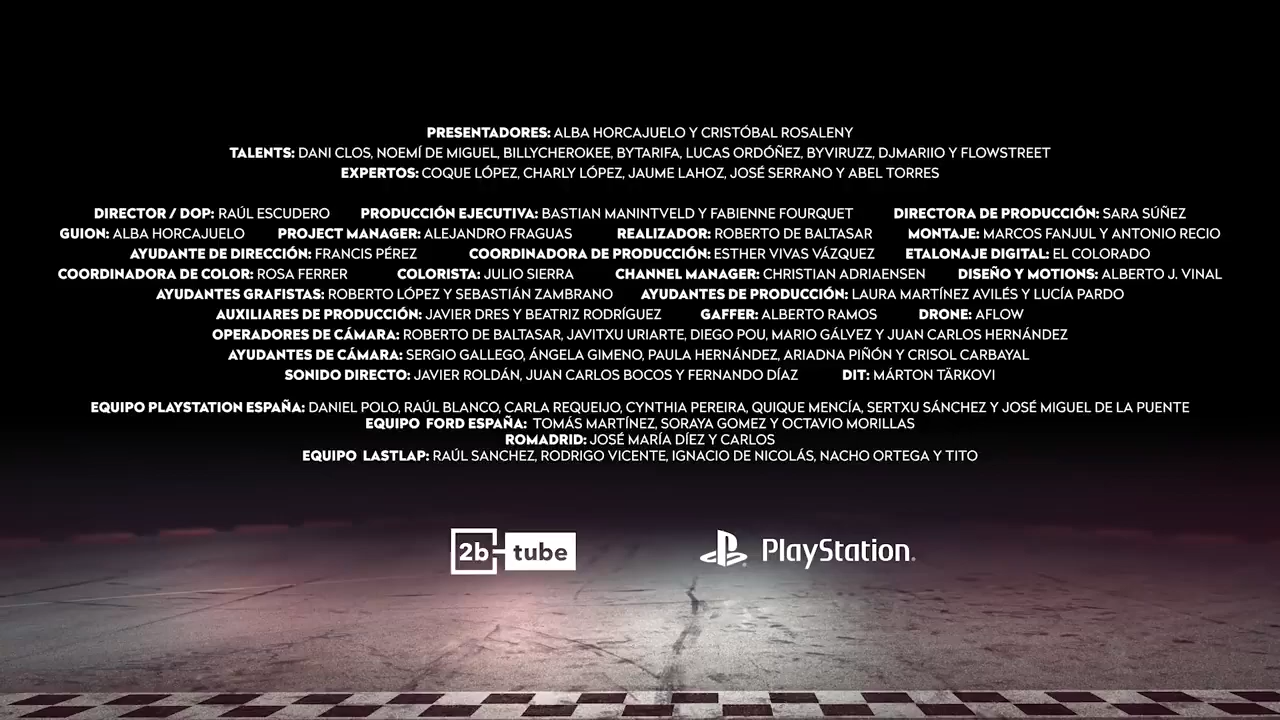 PRESENTADORES: ALBA HORCAJUELO Y CRISTÓBAL ROSALENY
TALENTS: DANI CLOS, NOEMÍ DE MIGUEL, BILLYCHEROKEE, BYTARIFA, LUCAS ORDÓÑEZ, BYVIRUZZ, DJMARIIO Y FLOWSTREET
EXPERTOS: COQUE LÓPEZ, CHARLY LÓPEZ, JAUME LAHOZ, JOSÉ SERRANO Y ABEL TORRES
DIRECTOR / DOP: RAÚL ESCUDERO PRODUCCIÓN EJECUTIVA: BASTIAN MANINTVELD Y FABIENNE FOURQUET DIRECTORA DE PRODUCCIÓN: SARA SÚÑEZ
GUION: ALBA HORCAJUELO PROJECT MANAGER: ALEJANDRO FRAGUAS REALIZADOR: ROBERTO DE BALTASAR MONTAJE: MARCOS FANJUL Y ANTONIO RECIO
AYUDANTE DE DIRECCIÓN: FRANCIS PÉREZ COORDINADORA DE PRODUCCIÓN: ESTHER VIVAS VÁZQUEZ ETALONAJE DIGITAL: EL COLORADO
COORDINADORA DE COLOR: ROSA FERRER COLORISTA: JULIO SIERRA CHANNEL MANAGER: CHRISTIAN ADRIAENSEN DISEÑO Y MOTIONS: ALBERTO J. VINAL
AYUDANTES GRAFISTAS: ROBERTO LÓPEZ Y SEBASTIÁN ZAMBRANO AYUDANTES DE PRODUCCIÓN: LAURA MARTÍNEZ AVILÉS Y LUCÍA PARDO
AUXILIARES DE PRODUCCIÓN: JAVIER DRES Y BEATRIZ RODRÍGUEZ GAFFER: ALBERTO RAMOS DRONE: AFLOW
OPERADORES DE CÁMARA: ROBERTO DE BALTASAR, JAVITXU URIARTE, DIEGO POU, MARIO GÁLVEZ Y JUAN CARLOS HERNÁNDEZ
AYUDANTES DE CÁMARA: SERGIO GALLEGO, ÁNGELA GIMENO, PAULA HERNÁNDEZ, ARIADNA PIÑÓN Y CRISOL CARBAYAL
SONIDO DIRECTO: JAVIER ROLDÁN, JUAN CARLOS BOCOS Y FERNANDO DÍAZ DIT: MÁRTON TÄRKOVI
EQUIPO PLAYSTATION ESPAÑA: DANIEL POLO, RAÚL BLANCO, CARLA REQUEIJO, CYNTHIA PEREIRA, QUIQUE MENCÍA, SERTXU SÁNCHEZ Y JOSÉ MIGUEL DE LA PUENTE
EQUIPO FORD ESPAÑA: TOMÁS MARTÍNEZ, SORAYA GOMEZ Y OCTAVIO MORILLAS
ROMADRID: JOSÉ MARÍA DÍEZ Y CARLOS
EQUIPO LASTLAP: RAÚL SANCHEZ, RODRIGO VICENTE, IGNACIO DE NICOLÁS, NACHO ORTEGA Y TITO
2b tube PlayStation®